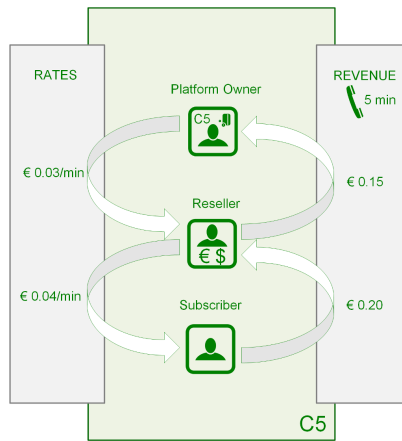 RATES
REVENUE
5 min
Platform Owner
C5
€ 0.03/min
€ 0.15
Reseller
€ $
€ 0.04/min
€ 0.20
Subscriber
C5